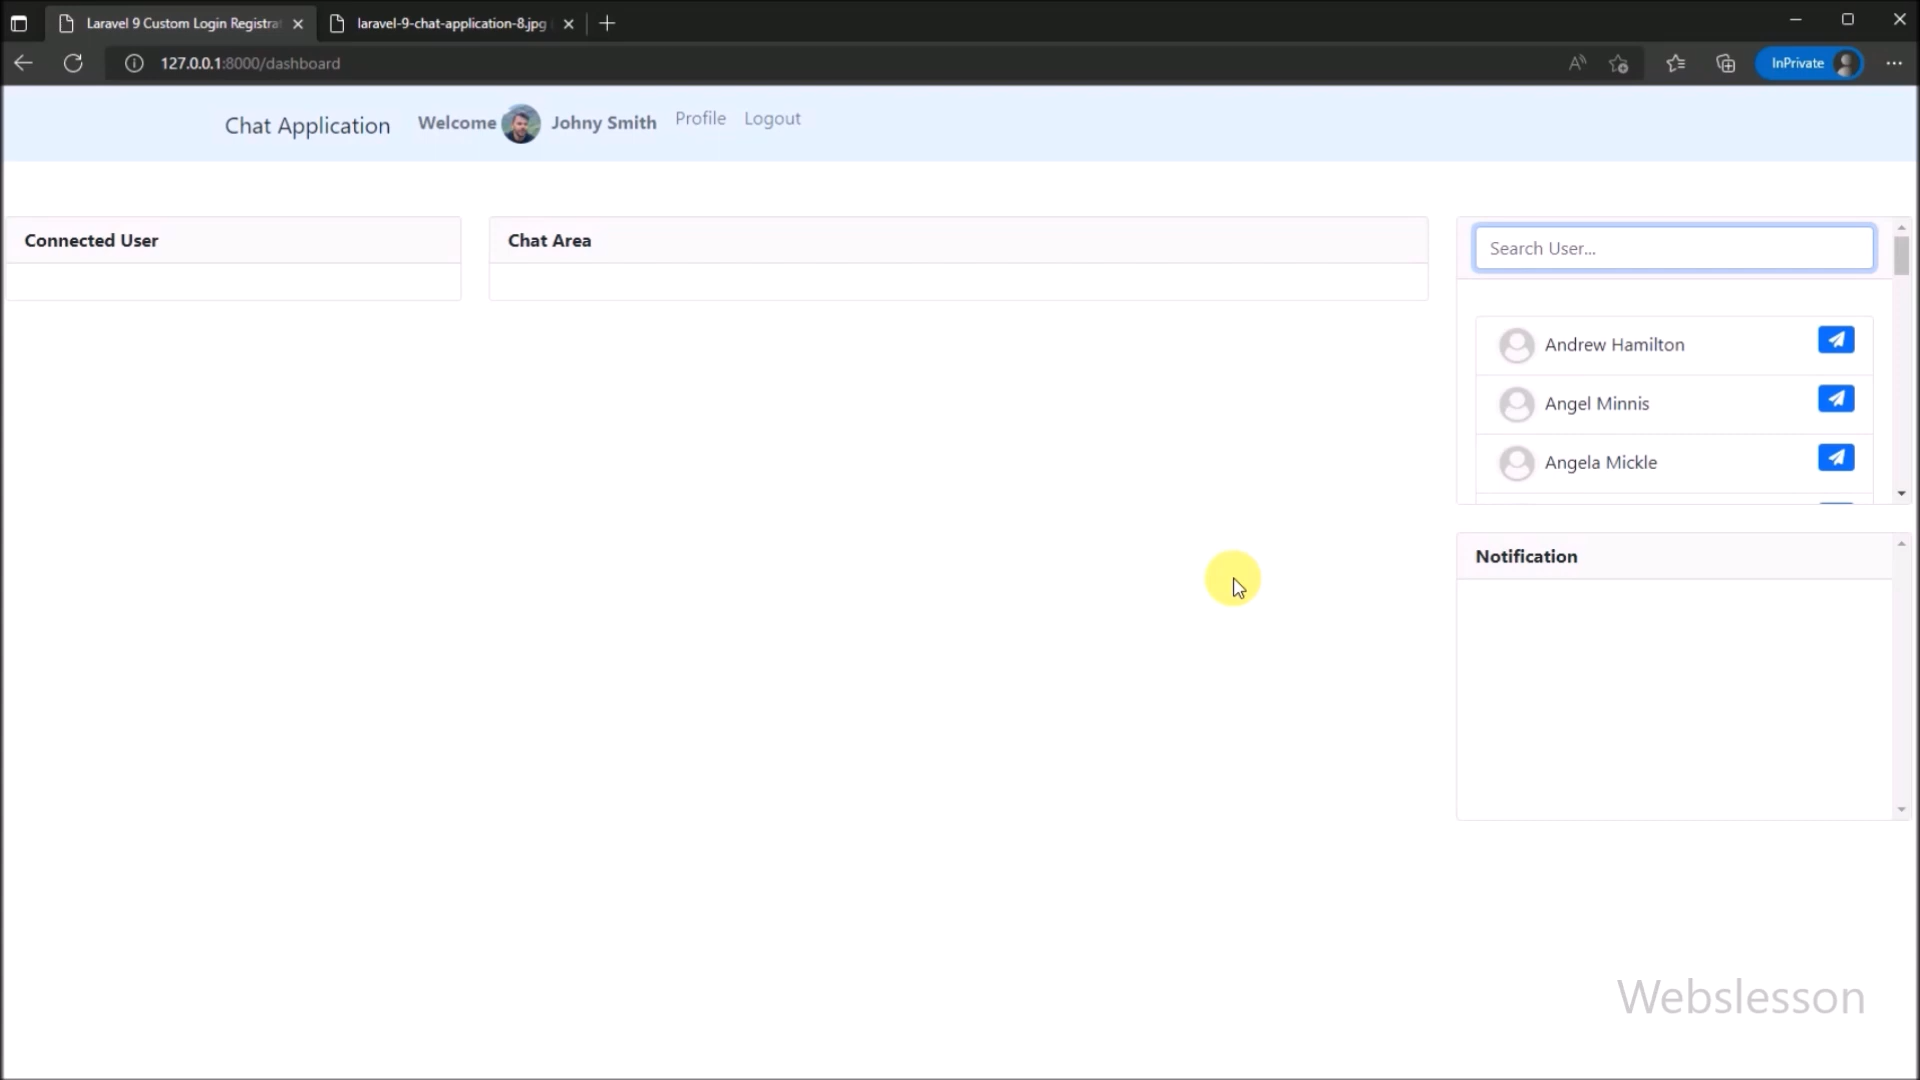 Laravel 9 Custom Login Registra
laravel-9-chat-application-8.jpg
127.0.0.1:8000/dashboard
InPrivate
Chat Application
Welcome Johny Smith
Profile
Logout
Connected User
Chat Area
Search User...
Andrew Hamilton
Angel Minnis
Angela Mickle
Notification
Webslesson